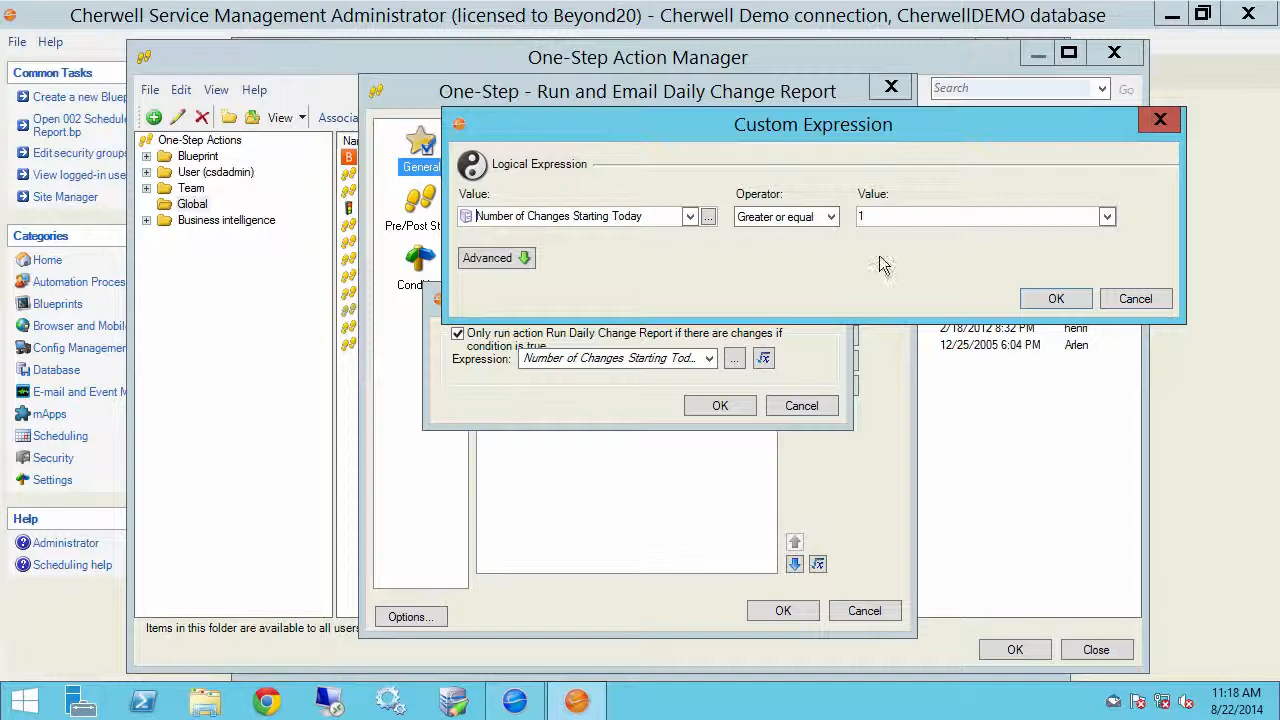 Cherwell Service Management Administrator (licensed to Beyond20) - Cherwell Demo connection, CherwellDEMO database
File Help
One-Step Action Manager
Common Tasks
Create a new Bluep
Open 002 Schedule
Report.bp
Edit security groups
View logged-in user
Site Manager
Categories
Home
Automation Proces
Blueprints
Browser and Mobil
Config Managemer
Database
E-mail and Event M
mApps
Scheduling
Security
Settings
Help
Administrator
Scheduling help
File Edit View Help
View
Associa
One-Step Actions
Blueprint
User (csdadmin)
Team
Global
Business intelligence
Nar
Items in this folder are available to all users
One-Step - Run and Email Daily Change Report
Search
Go
General
Pre/Post St
Conc
Custom Expression
Logical Expression
Value:
Operator:
Value:
Number of Changes Starting Today
...
Greater or equal
1
Advanced
OK
Cancel
2/18/2012 8:32 PM henri
12/25/2005 6:04 PM Arlen
Only run action Run Daily Change Report if there are changes if
condition is true
Expression:
Number of Changes Starting Tod...
...
OK
Cancel
Options...
OK
Cancel
OK
Close
11:18 AM
8/22/2014